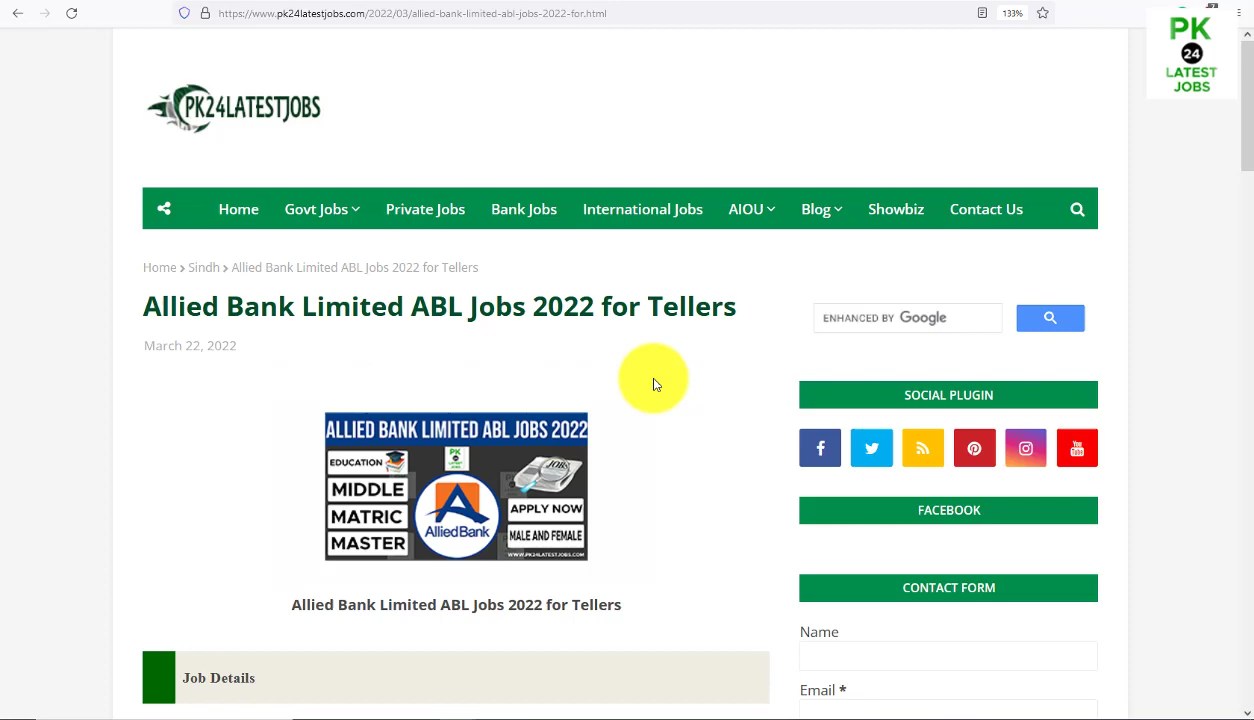 https://www.pk24latestjobs.com/2022/03/allied-bank-limited-abl-jobs-2022-for.html
133%
PK
24
LATEST
JOBS
PK24LATESTJOBS
Home Govt Jobs Private Jobs Bank Jobs International Jobs AIOU Blog Showbiz Contact Us
Home > Sindh > Allied Bank Limited ABL Jobs 2022 for Tellers
Allied Bank Limited ABL Jobs 2022 for Tellers
March 22, 2022
ALLIED BANK LIMITED ABL JOBS 2022
EDUCATION
MIDDLE
MATRIC
MASTER
PK
24
LATEST
JOBS
AlliedBank
JOBS
APPLY NOW
MALE AND FEMALE
WWW.PK24LATESTJOBS.COM
Allied Bank Limited ABL Jobs 2022 for Tellers
Job Details
ENHANCED BY Google
SOCIAL PLUGIN
You
Tube
FACEBOOK
CONTACT FORM
Name
Email *